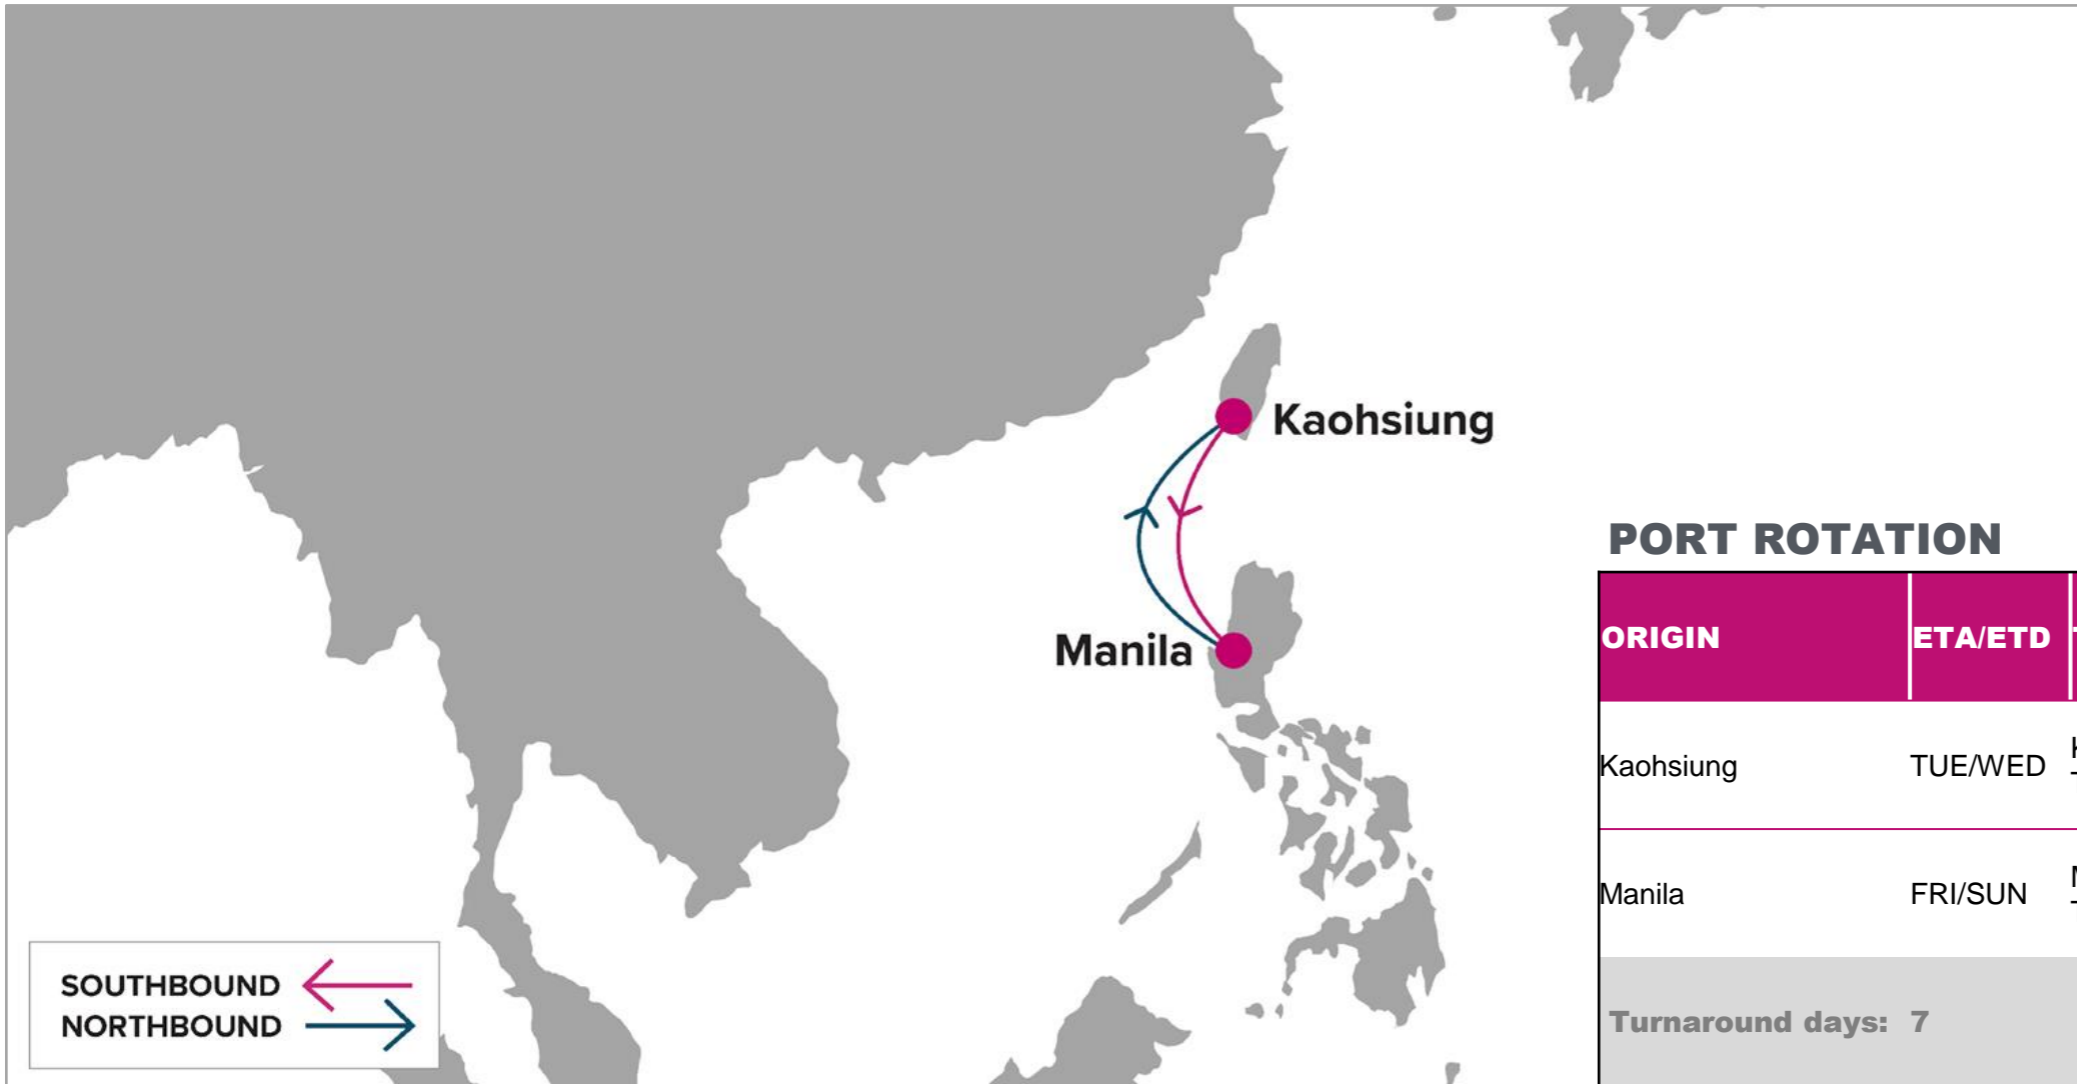 Kaohsiung
Manila
SOUTHBOUND
NORTHBOUND
PORT ROTATION
ORIGIN ETA/ETD
Kaohsiung TUE/WED
Manila FRI/SUN
Turnaround days: 7